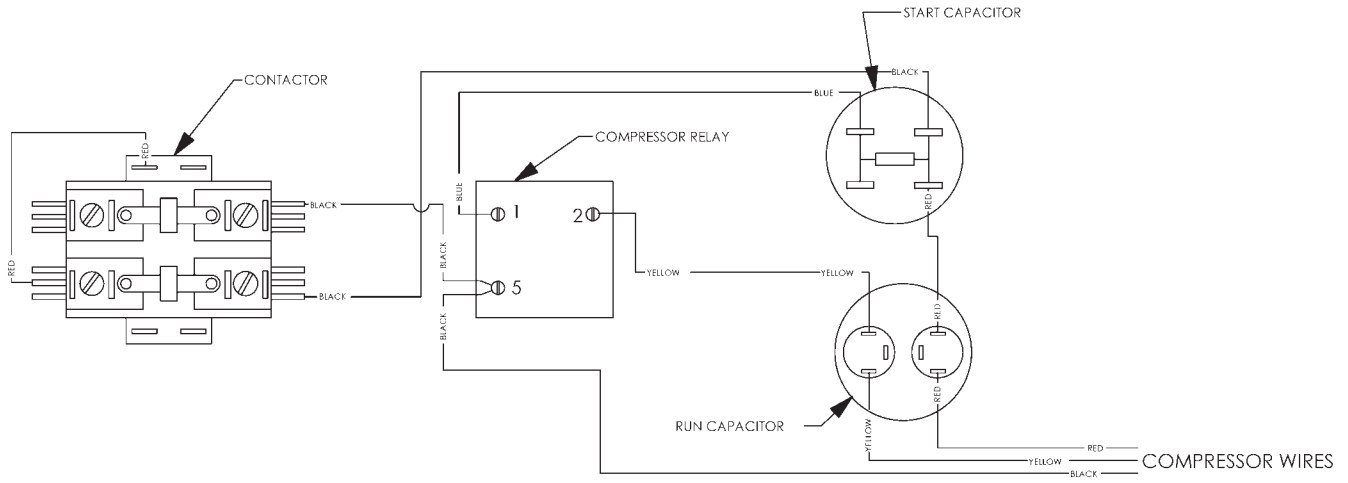 START CAPACITOR
CONTACTOR
BLACK
BLUE
COMPRESSOR RELAY
RED
BLUE
BLACK
RED
1
2
BLACK
RED
YELLOW
YELLOW
5
BLACK
BLACK
RED
RED
RUN CAPACITOR
YELLOW
RED
YELLOW
COMPRESSOR WIRES
BLACK